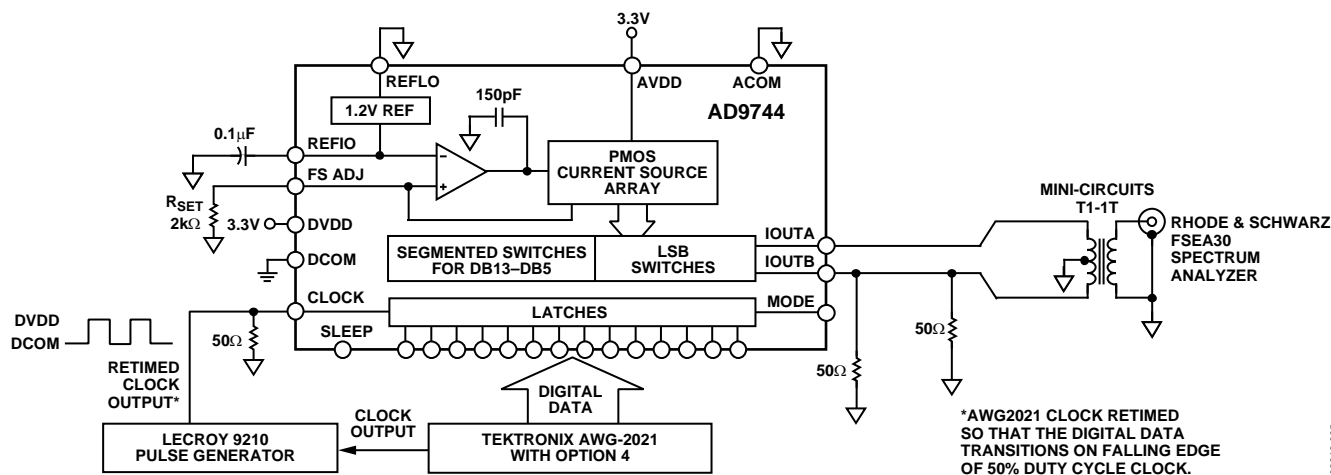 3.3V
REFLO
AVDD
ACOM
150pF
1.2V REF
AD9744
0.1μF
REFIO
PMOS
CURRENT SOURCE
ARRAY
FS ADJ
RSET
2kΩ
3.3V
DVDD
MINI-CIRCUITS
T1-1T
RHODE & SCHWARZ
FSEA30
SPECTRUM
ANALYZER
IOUTA
SEGMENTED SWITCHES
FOR DB13–DB5
LSB
SWITCHES
DCOM
IOUTB
CLOCK
LATCHES
MODE
DVDD
DCOM
50Ω
SLEEP
50Ω
50Ω
RETIMED
CLOCK
OUTPUT*
DIGITAL
DATA
CLOCK
OUTPUT
LECROY 9210
PULSE GENERATOR
TEKTRONIX AWG-2021
WITH OPTION 4
*AWG2021 CLOCK RETIMED
SO THAT THE DIGITAL DATA
TRANSITIONS ON FALLING EDGE
OF 50% DUTY CYCLE CLOCK.